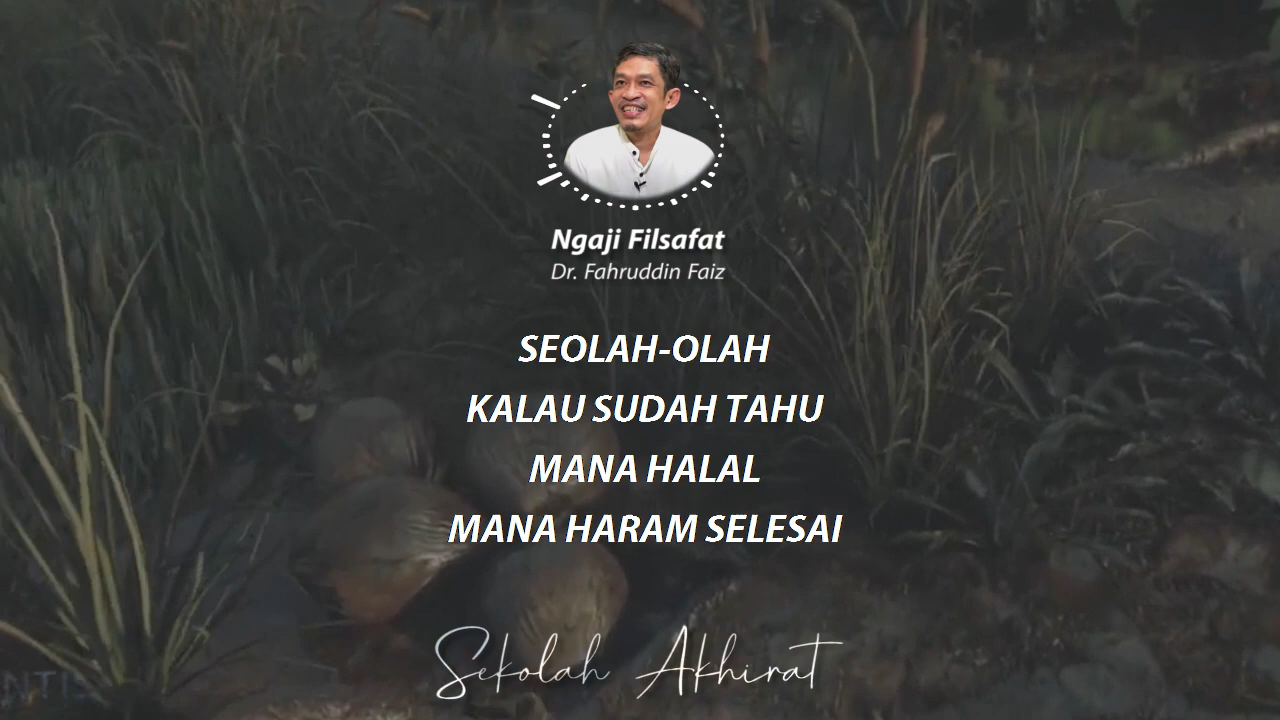 Ngaji Filsafat
Dr. Fahruddin Faiz
SEOLAH-OLAH
KALAU SUDAH TAHU
MANA HALAL
MANA HARAM SELESAI
Sekolah Akhirat